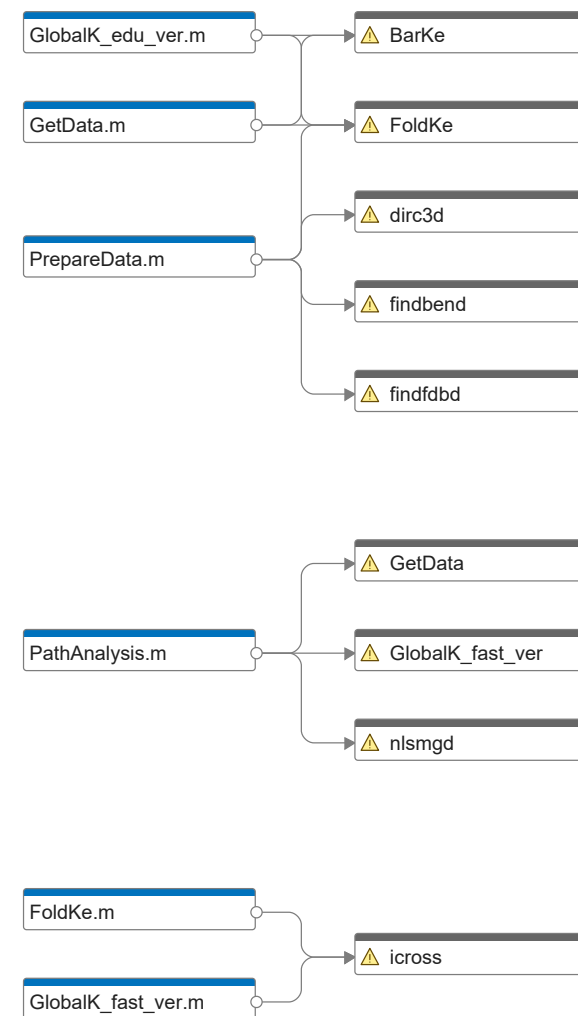 GlobalK_edu_ver.m
BarKe
GetData.m
FoldKe
dirc3d
PrepareData.m
findbend
findfdbd
GetData
PathAnalysis.m
GlobalK_fast_ver
nlsmgd
FoldKe.m
icross
GlobalK_fast_ver.m